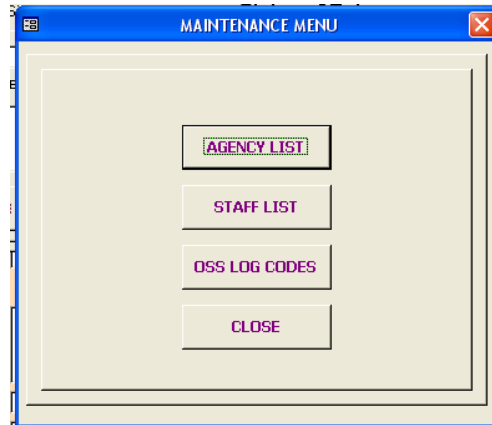 MAINTENANCE MENU
AGENCY LIST
STAFF LIST
OSS LOG CODES
CLOSE